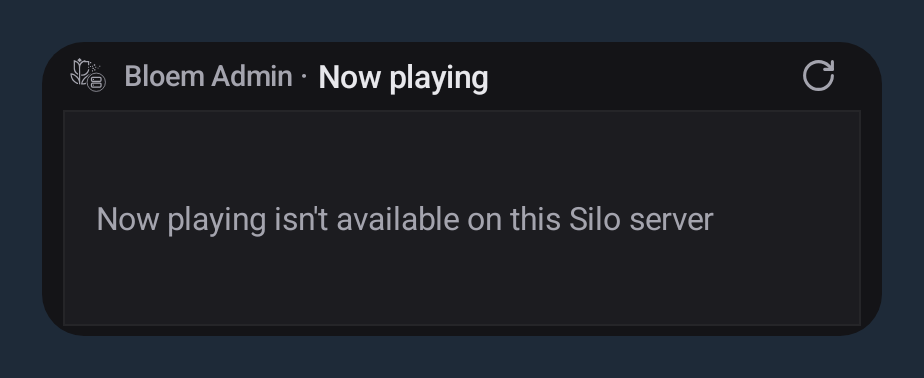 Bloem Admin · Now playing
Now playing isn't available on this Silo server